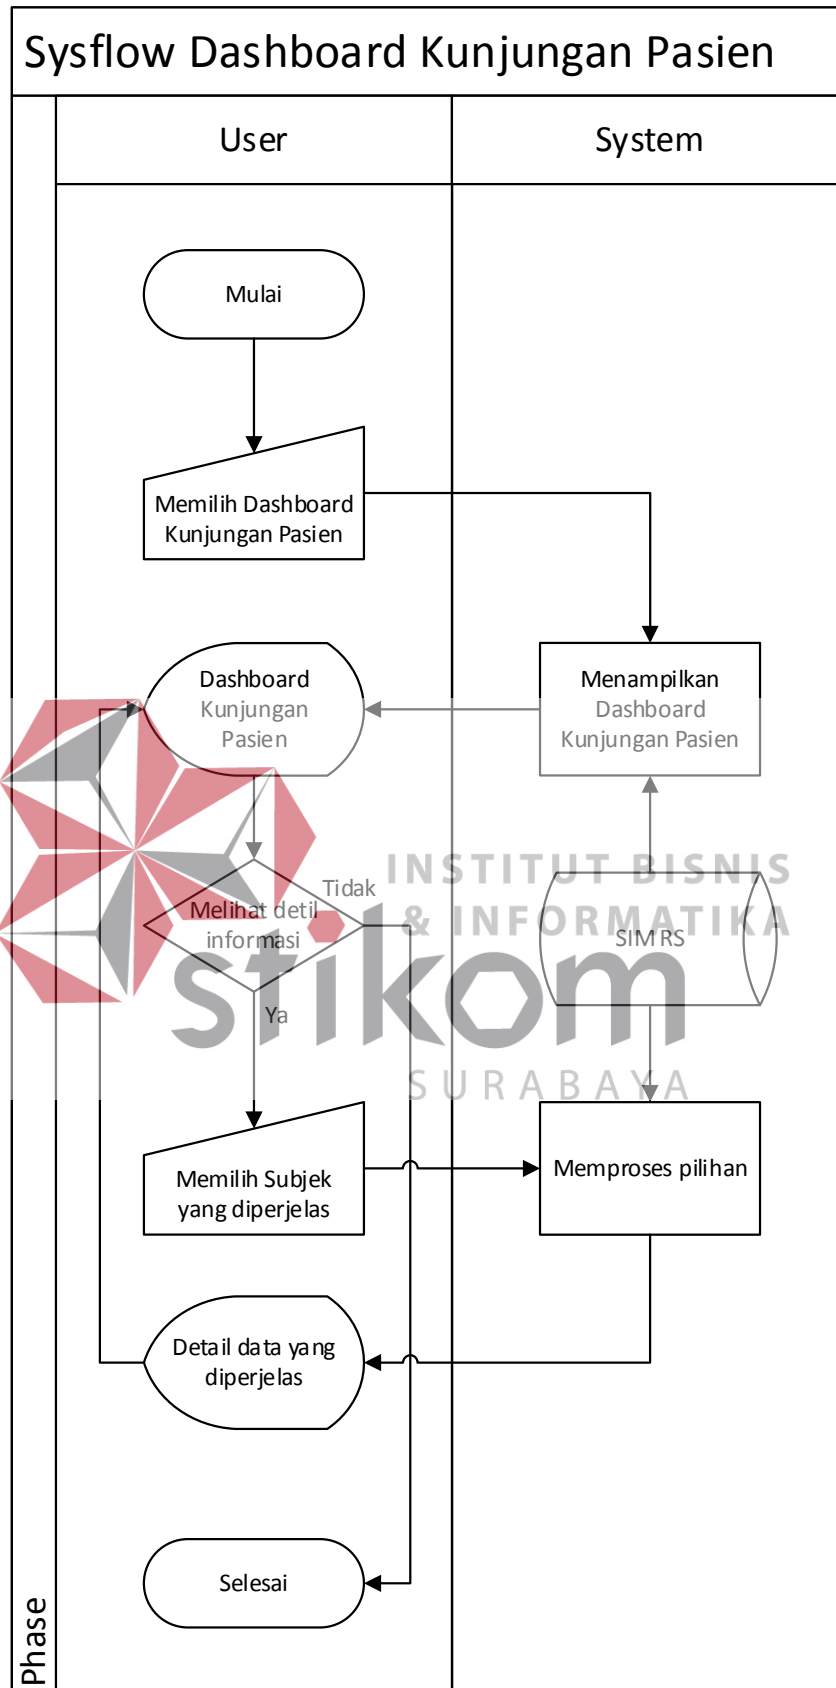 Sysflow Dashboard Kunjungan Pasien
User
System
Mulai
Memilih Dashboard
Kunjungan Pasien
Dashboard
Kunjungan
Pasien
Menampilkan
Dashboard
Kunjungan Pasien
Tidak
Melihat detil
informasi
INSTITUT BISNIS
& INFORMATIKA
stikom
SURABAYA
SIMRS
Ya
Memilih Subjek
yang diperjelas
Memproses pilihan
Detail data yang
diperjelas
Selesai
Phase